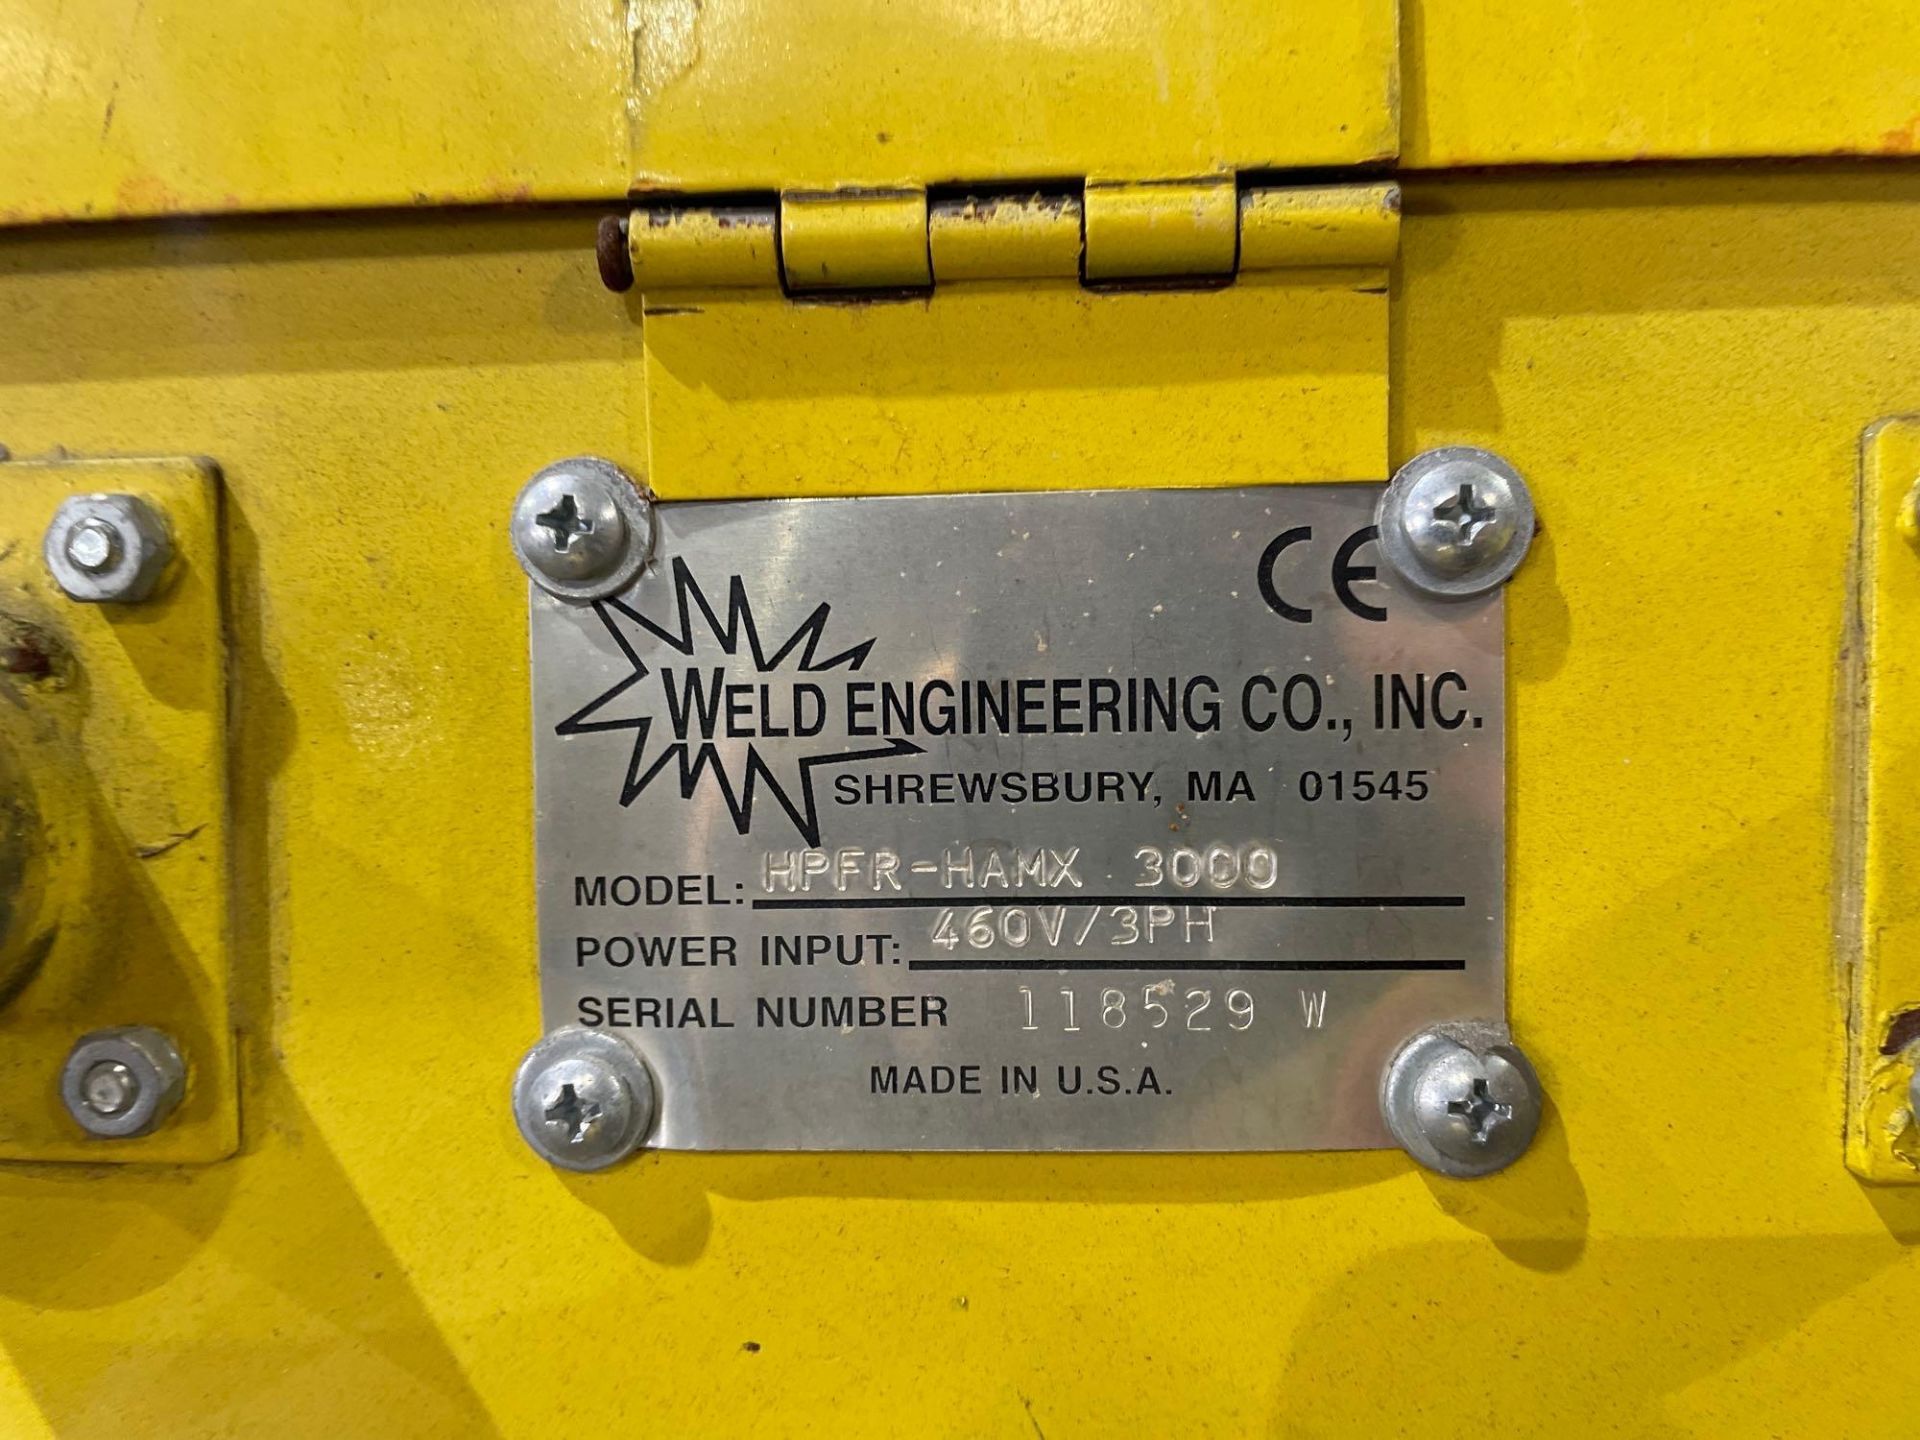 CE
WELD ENGINEERING CO., INC.
SHREWSBURY, MA 01545
MODEL: HPFR-HAMX 3000
POWER INPUT: 460V/3PH
SERIAL NUMBER 118529 W
MADE IN U.S.A.